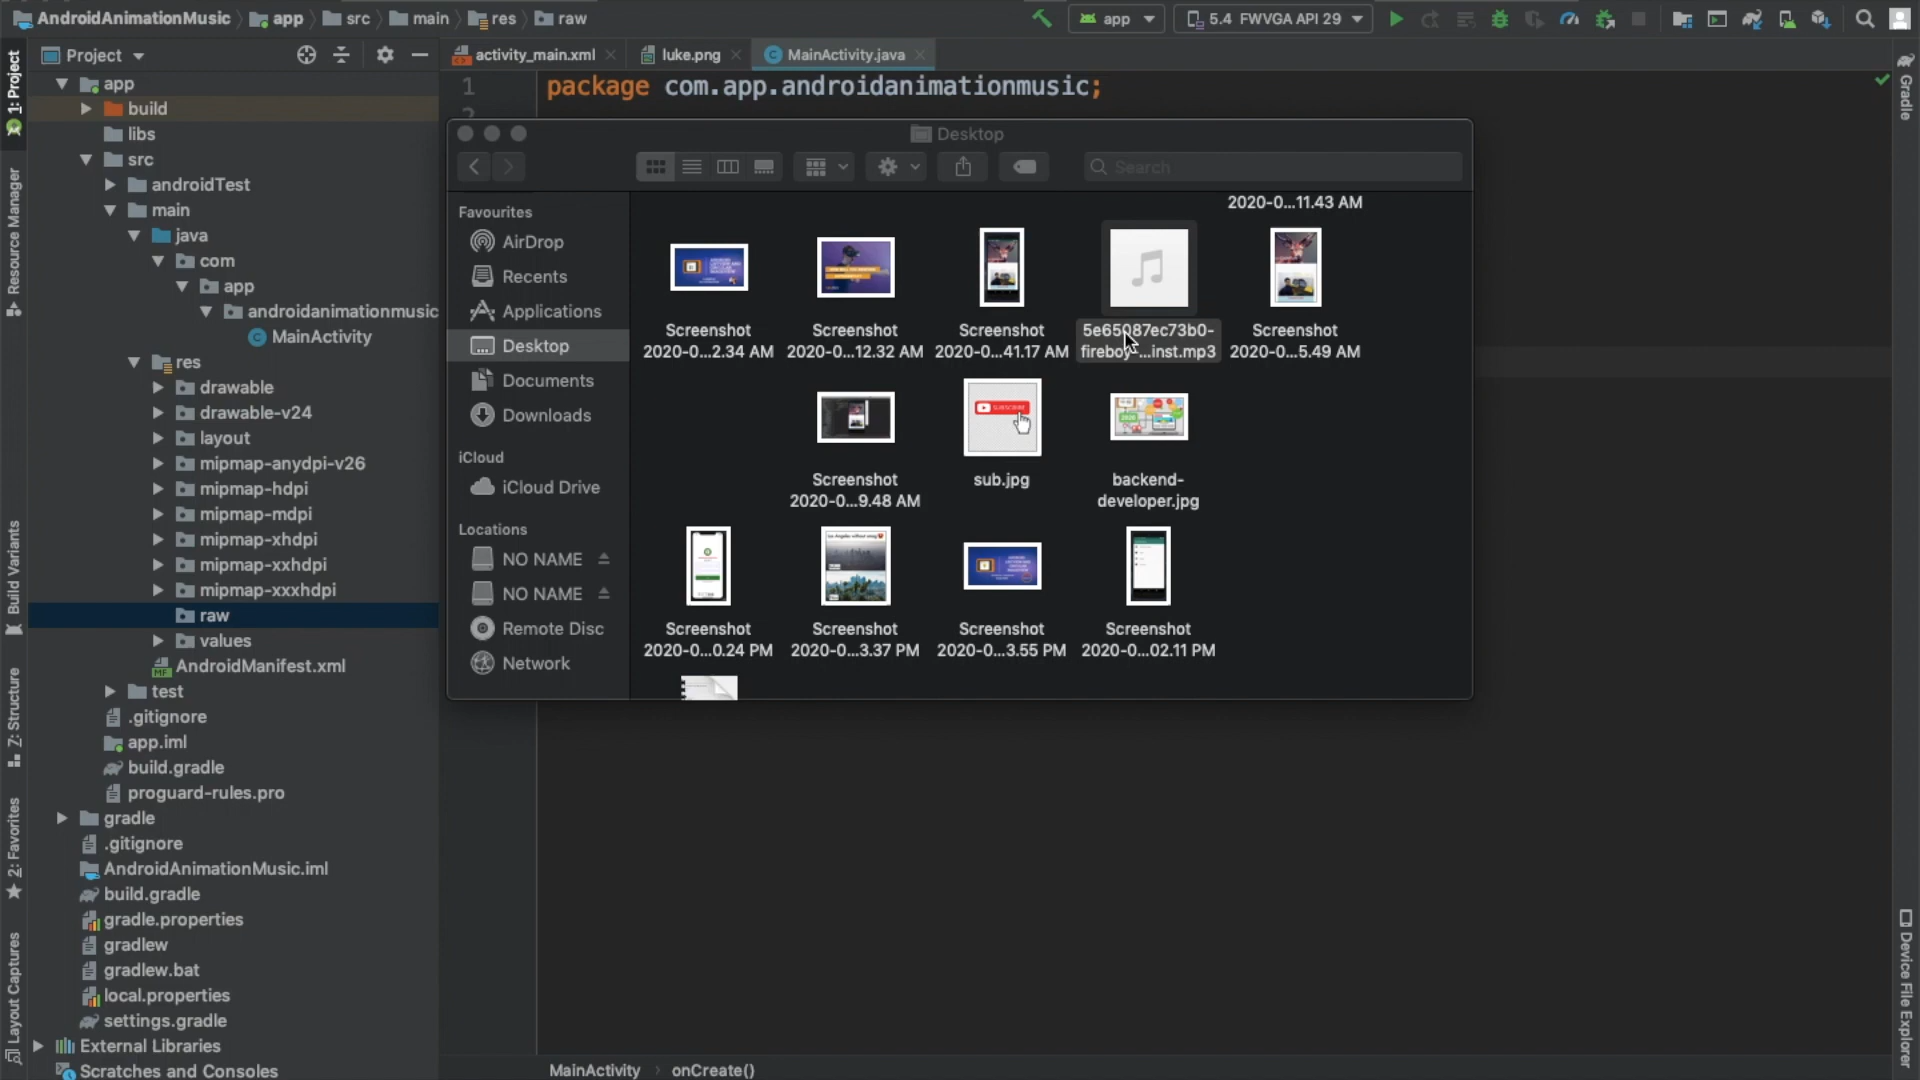 AndroidAnimationMusic app src main res raw
app 5.4 FWVGA API 29
Project
activity_main.xml luke.png MainActivity.java
1: Project
Resource Manager
Build Variants
Z: Structure
2: Favorites
Layout Captures
app
build
libs
src
androidTest
main
java
com
app
androidanimationmusic
MainActivity
res
drawable
drawable-v24
layout
mipmap-anydpi-v26
mipmap-hdpi
mipmap-mdpi
mipmap-xhdpi
mipmap-xxhdpi
mipmap-xxxhdpi
raw
values
AndroidManifest.xml
test
.gitignore
app.iml
build.gradle
proguard-rules.pro
gradle
.gitignore
AndroidAnimationMusic.iml
build.gradle
gradle.properties
gradlew
gradlew.bat
local.properties
settings.gradle
External Libraries
Scratches and Consoles
1 package com.app.androidanimationmusic;
2
Desktop
Search
Favourites
AirDrop
Recents
Applications
Desktop
Documents
Downloads
iCloud
iCloud Drive
Locations
NO NAME
NO NAME
Remote Disc
Network
2020-0...11.43 AM
Screenshot
2020-0...2.34 AM
Screenshot
2020-0...12.32 AM
Screenshot
2020-0...41.17 AM
5e65087ec73b0-
fireboy-...inst.mp3
Screenshot
2020-0...5.49 AM
Screenshot
2020-0...9.48 AM
SUBSCRIBE
sub.jpg
backend-
developer.jpg
Screenshot
2020-0...0.24 PM
Screenshot
2020-0...3.37 PM
Screenshot
2020-0...3.55 PM
Screenshot
2020-0...02.11 PM
MainActivity onCreate()
Gradle
Device File Explorer